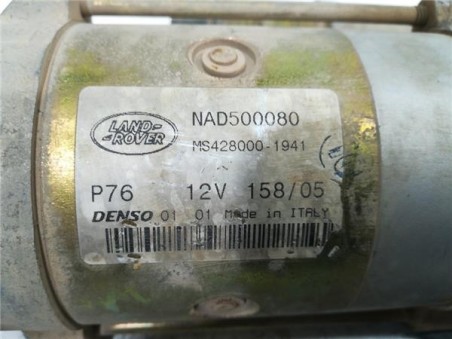 LAND-
ROVER
NAD500080
MS428000-1941
P76 12V 158/05
DENSO 01 01 Made in ITALY